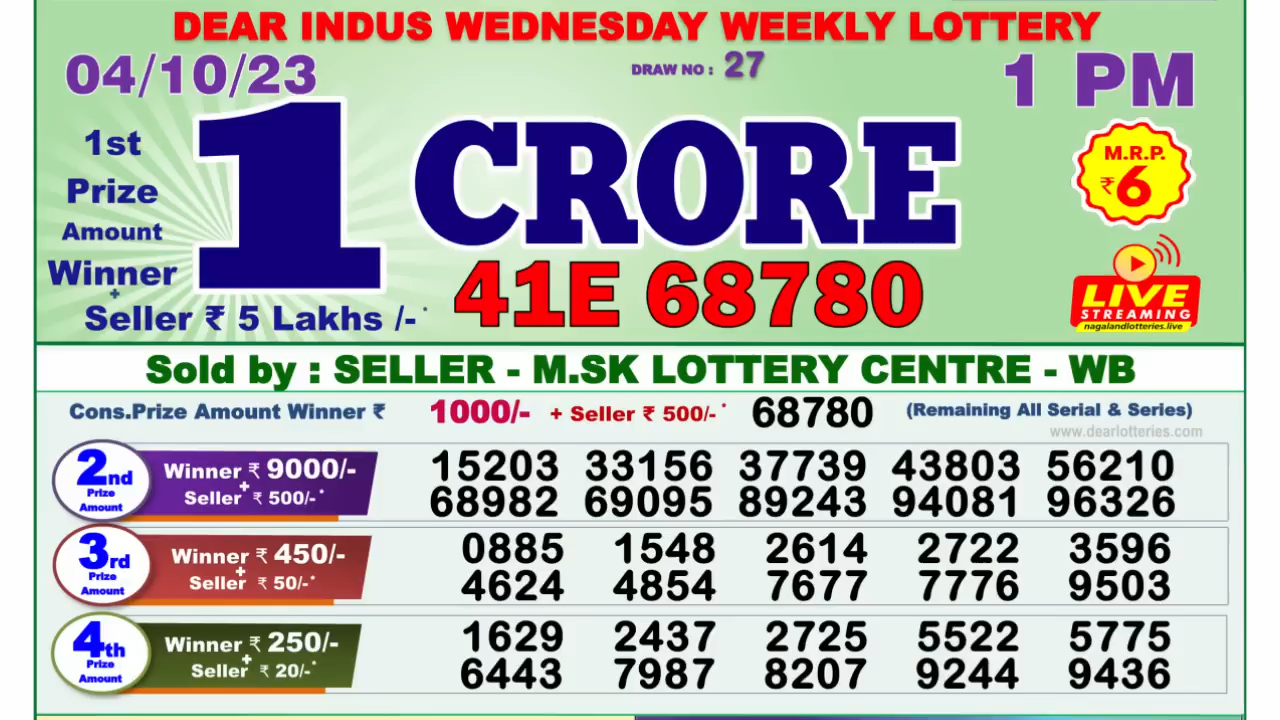 DEAR INDUS WEDNESDAY WEEKLY LOTTERY
04/10/23 DRAW NO : 27 1 PM
1st Prize Amount Winner + Seller ₹ 5 Lakhs /-*
1 CRORE
41E 68780
M.R.P. ₹6
LIVE
STREAMING
nagalandlotteries.live
Sold by : SELLER - M.SK LOTTERY CENTRE - WB
Cons.Prize Amount Winner ₹ 1000/- + Seller ₹ 500/-* 68780 (Remaining All Serial & Series)
www.dearlotteries.com
2nd Prize Amount
Winner ₹ 9000/-
+
Seller ₹ 500/-*
15203 33156 37739 43803 56210
68982 69095 89243 94081 96326
3rd Prize Amount
Winner ₹ 450/-
+
Seller ₹ 50/-*
0885 1548 2614 2722 3596
4624 4854 7677 7776 9503
4th Prize Amount
Winner ₹ 250/-
+
Seller ₹ 20/-*
1629 2437 2725 5522 5775
6443 7987 8207 9244 9436